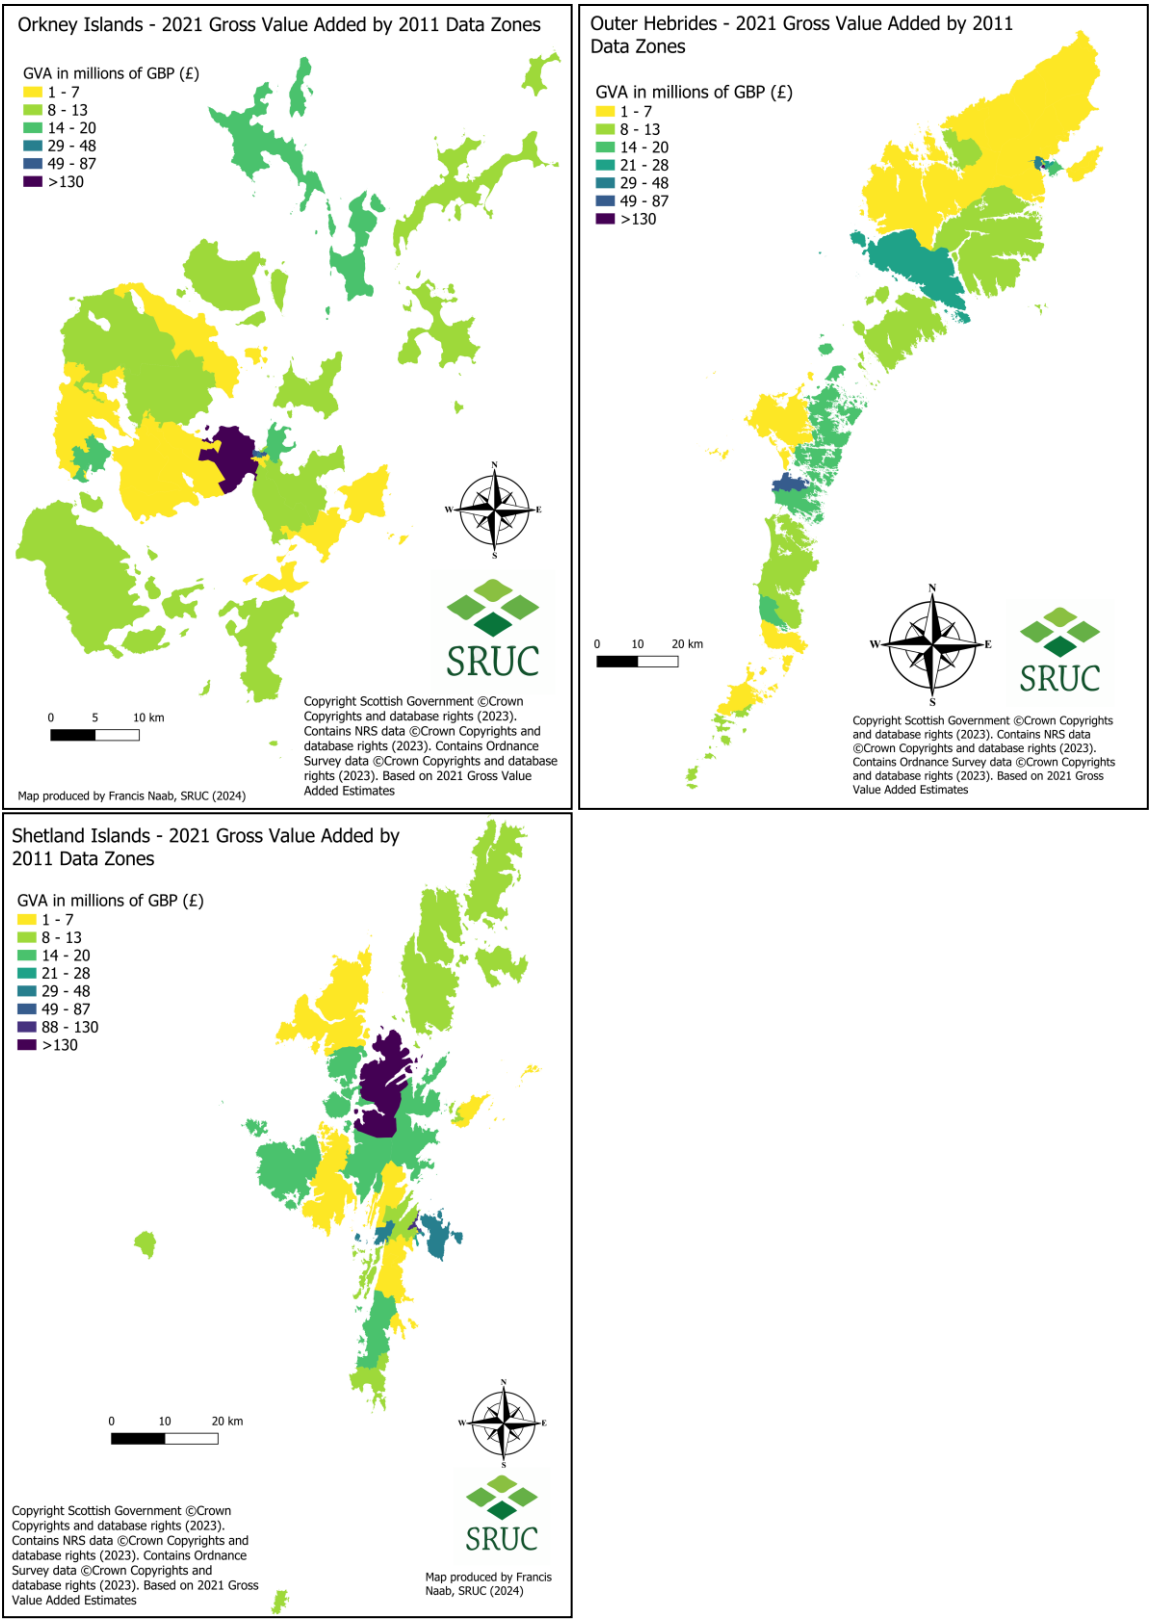 Orkney Islands - 2021 Gross Value Added by 2011 Data Zones
GVA in millions of GBP (£)
1 - 7
8 - 13
14 - 20
29 - 48
49 - 87
>130
N
W
E
S
SRUC
0 5 10 km
Copyright Scottish Government ©Crown
Copyrights and database rights (2023).
Contains NRS data ©Crown Copyrights and
database rights (2023). Contains Ordnance
Survey data ©Crown Copyrights and database
rights (2023). Based on 2021 Gross Value
Added Estimates
Map produced by Francis Naab, SRUC (2024)
Outer Hebrides - 2021 Gross Value Added by 2011
Data Zones
GVA in millions of GBP (£)
1 - 7
8 - 13
14 - 20
21 - 28
29 - 48
49 - 87
>130
N
W
E
S
0 10 20 km
SRUC
Copyright Scottish Government ©Crown Copyrights
and database rights (2023). Contains NRS data
©Crown Copyrights and database rights (2023).
Contains Ordnance Survey data ©Crown Copyrights
and database rights (2023). Based on 2021 Gross
Value Added Estimates
Shetland Islands - 2021 Gross Value Added by
2011 Data Zones
GVA in millions of GBP (£)
1 - 7
8 - 13
14 - 20
21 - 28
29 - 48
49 - 87
88 - 130
>130
N
W
E
S
0 10 20 km
SRUC
Copyright Scottish Government ©Crown
Copyrights and database rights (2023).
Contains NRS data ©Crown Copyrights and
database rights (2023). Contains Ordnance
Survey data ©Crown Copyrights and
database rights (2023). Based on 2021 Gross
Value Added Estimates
Map produced by Francis
Naab, SRUC (2024)